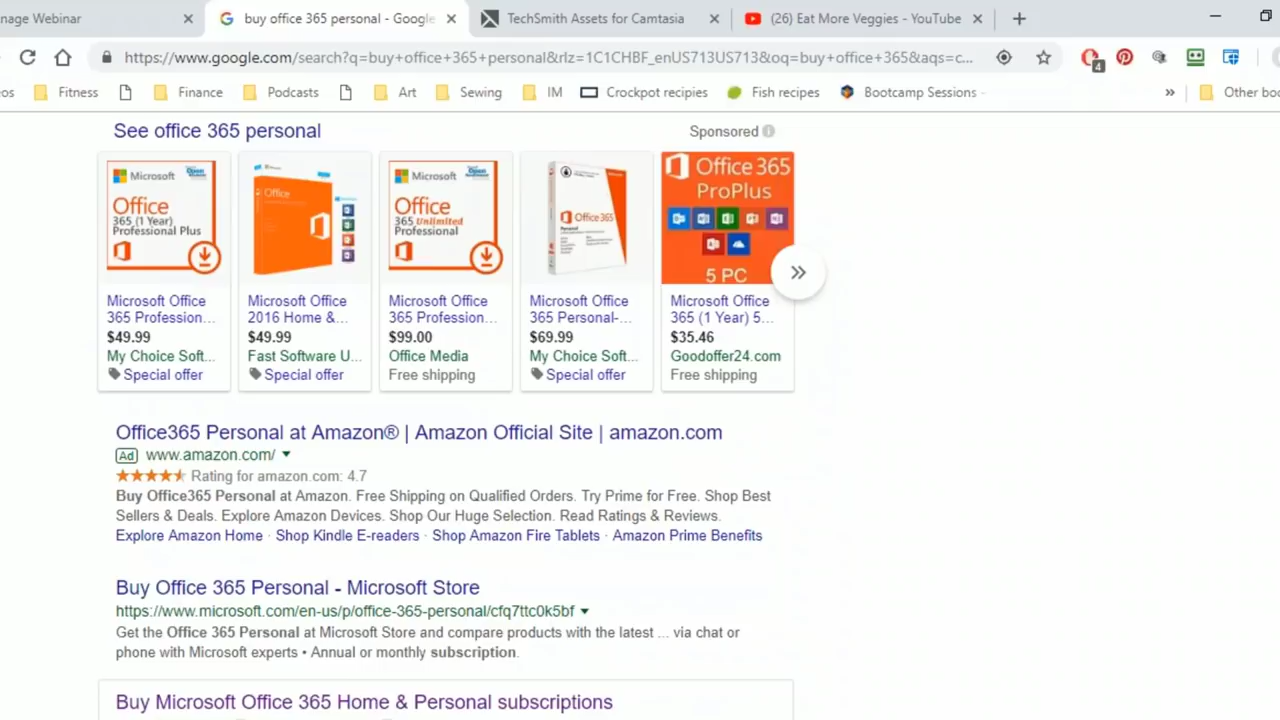 nage Webinar
buy office 365 personal - Google
TechSmith Assets for Camtasia
(26) Eat More Veggies - YouTube
https://www.google.com/search?q=buy+office+365+personal&rlz=1C1CHBF_enUS713US713&oq=buy+office+365&aqs=c...
4
os
Fitness
Finance
Podcasts
Art
Sewing
IM
Crockpot recipies
Fish recipes
Bootcamp Sessions -
»
Other boo
See office 365 personal
Sponsored
Microsoft
Office
365 (1 Year)
Professional Plus
Office
Microsoft
Office
365 Unlimited
Professional
Office 365
Personal
Office 365
ProPlus
5 PC
»
Microsoft Office
365 Profession...
$49.99
My Choice Soft...
Special offer
Microsoft Office
2016 Home &...
$49.99
Fast Software U...
Special offer
Microsoft Office
365 Profession...
$99.00
Office Media
Free shipping
Microsoft Office
365 Personal-...
$69.99
My Choice Soft...
Special offer
Microsoft Office
365 (1 Year) 5...
$35.46
Goodoffer24.com
Free shipping
Office365 Personal at Amazon® | Amazon Official Site | amazon.com
Ad www.amazon.com/
Rating for amazon.com: 4.7
Buy Office365 Personal at Amazon. Free Shipping on Qualified Orders. Try Prime for Free. Shop Best
Sellers & Deals. Explore Amazon Devices. Shop Our Huge Selection. Read Ratings & Reviews.
Explore Amazon Home · Shop Kindle E-readers · Shop Amazon Fire Tablets · Amazon Prime Benefits
Buy Office 365 Personal - Microsoft Store
https://www.microsoft.com/en-us/p/office-365-personal/cfq7ttc0k5bf
Get the Office 365 Personal at Microsoft Store and compare products with the latest ... via chat or
phone with Microsoft experts • Annual or monthly subscription.
Buy Microsoft Office 365 Home & Personal subscriptions